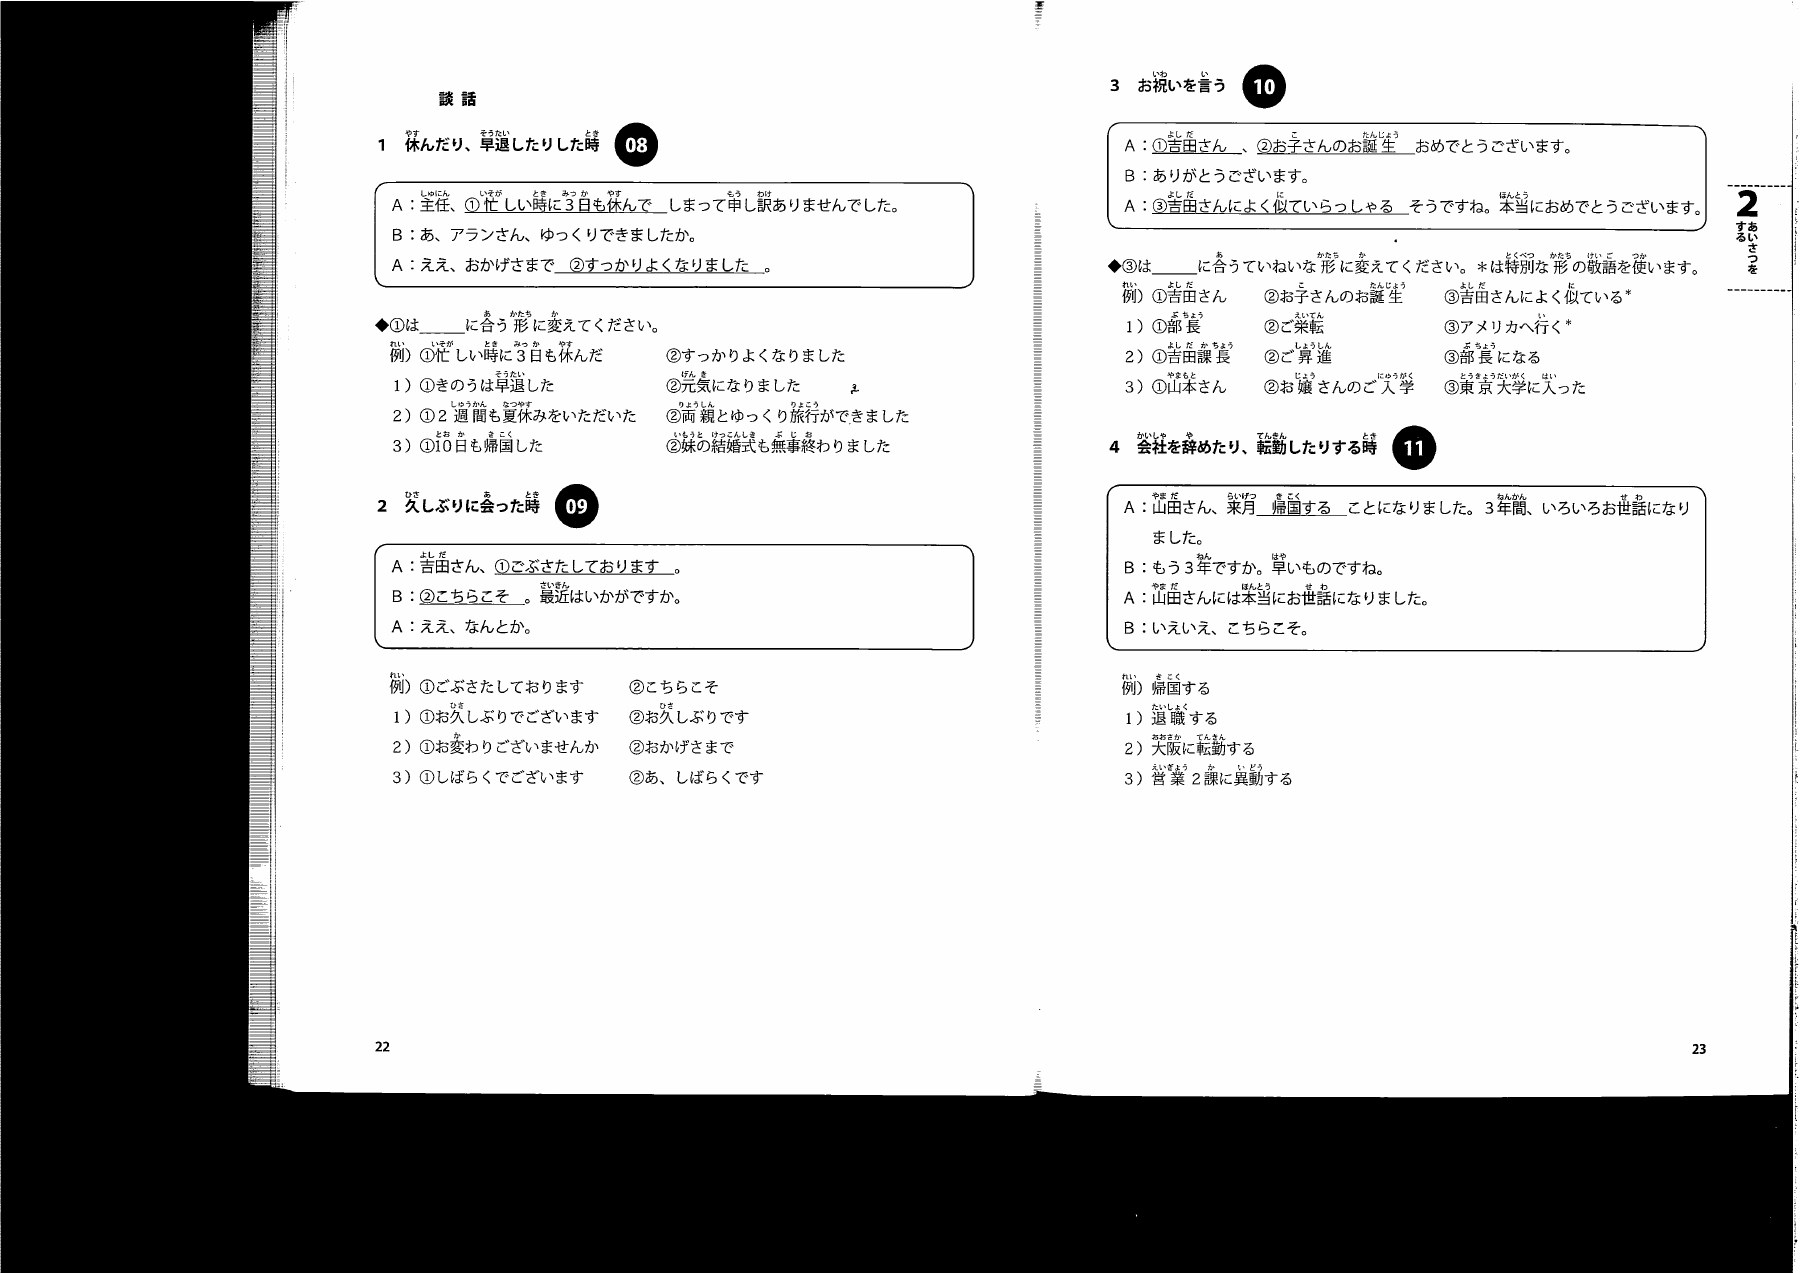 談話
1 休んだり、早退したりした時 08
A：主任、①忙しい時に3日も休んで しまって申し訳ありませんでした。
B：あ、アランさん、ゆっくりできましたか。
A：ええ、おかげさまで ②すっかりよくなりました 。
◆①は＿＿＿に合う形に変えてください。
例）①忙しい時に3日も休んだ ②すっかりよくなりました
1）①きのうは早退した ②元気になりました
2）①2週間も夏休みをいただいた ②両親とゆっくり旅行ができました
3）①10日も帰国した ②妹の結婚式も無事終わりました
2 久しぶりに会った時 09
A：吉田さん、①ごぶさたしております 。
B：②こちらこそ 。最近はいかがですか。
A：ええ、なんとか。
例）①ごぶさたしております ②こちらこそ
1）①お久しぶりでございます ②お久しぶりです
2）①お変わりございませんか ②おかげさまで
3）①しばらくでございます ②あ、しばらくです
22
3 お祝いを言う 10
A：①吉田さん 、②お子さんのお誕生 おめでとうございます。
B：ありがとうございます。
A：③吉田さんによく似ていらっしゃる そうですね。本当におめでとうございます。
◆③は＿＿＿に合うていねいな形に変えてください。＊は特別な形の敬語を使います。
例）①吉田さん ②お子さんのお誕生 ③吉田さんによく似ている＊
1）①部長 ②ご栄転 ③アメリカへ行く＊
2）①吉田課長 ②ご昇進 ③部長になる
3）①山本さん ②お嬢さんのご入学 ③東京大学に入った
4 会社を辞めたり、転勤したりする時 11
A：山田さん、来月 帰国する ことになりました。3年間、いろいろお世話になり
ました。
B：もう3年ですか。早いものですね。
A：山田さんには本当にお世話になりました。
B：いえいえ、こちらこそ。
例）帰国する
1）退職する
2）大阪に転勤する
3）営業2課に異動する
2
あいさつを
する
23